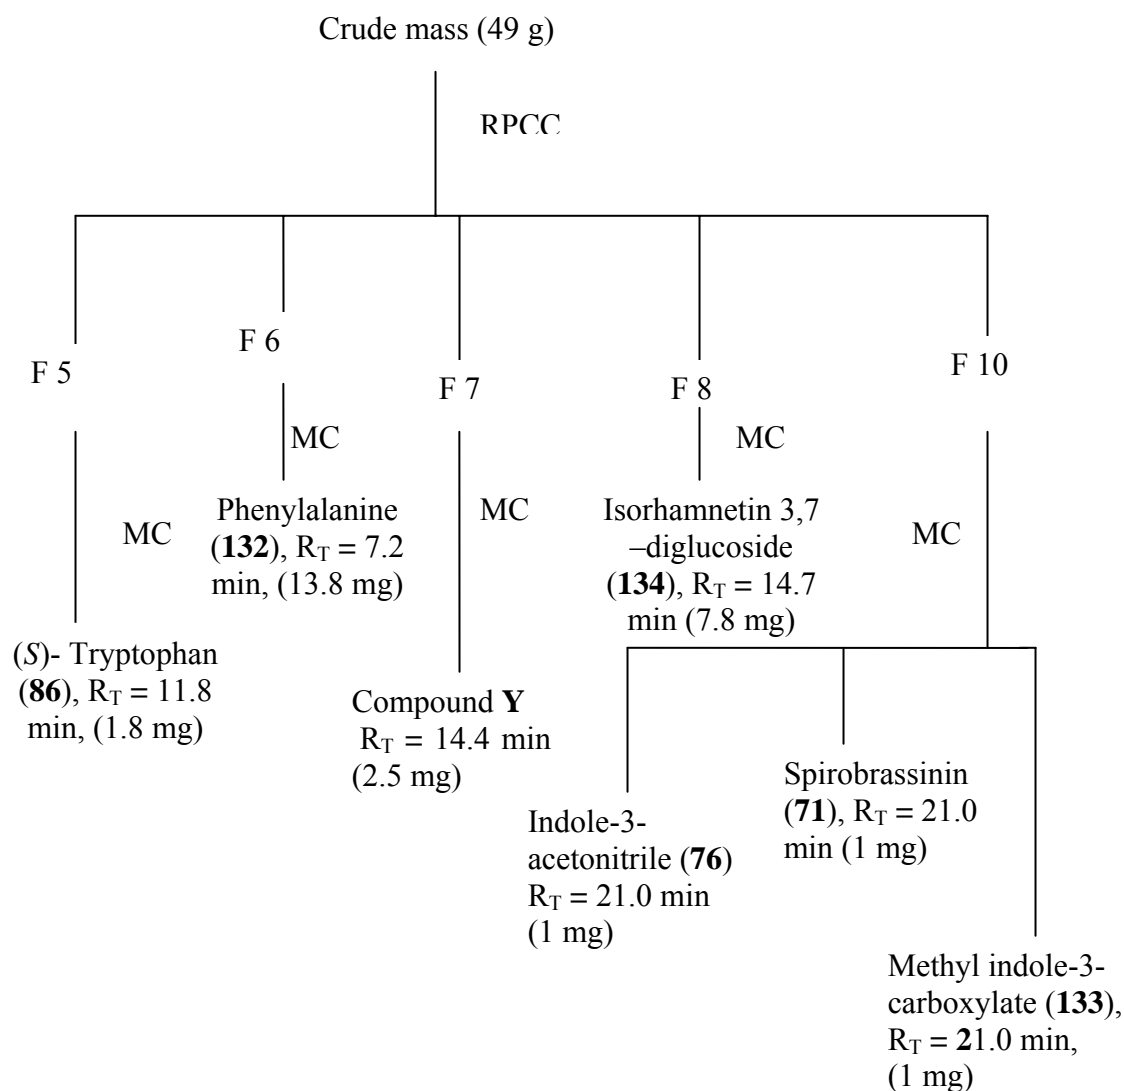 Crude mass (49 g)
RPCC
F 5
F 6
F 7
F 8
F 10
MC
MC
MC
MC
MC
(S)- Tryptophan
(86), RT = 11.8
min, (1.8 mg)
Phenylalanine
(132), RT = 7.2
min, (13.8 mg)
Compound Y
RT = 14.4 min
(2.5 mg)
Isorhamnetin 3,7
–diglucoside
(134), RT = 14.7
min (7.8 mg)
Indole-3-
acetonitrile (76)
RT = 21.0 min
(1 mg)
Spirobrassinin
(71), RT = 21.0
min (1 mg)
Methyl indole-3-
carboxylate (133),
RT = 21.0 min,
(1 mg)